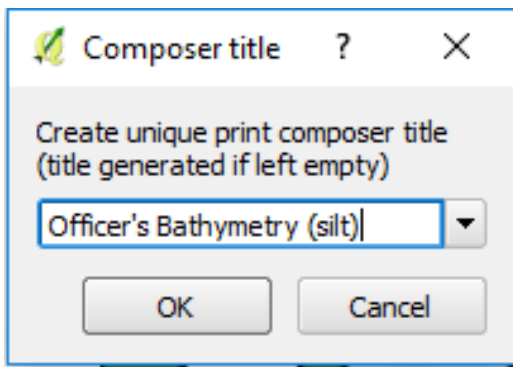 Composer title ?
Create unique print composer title
(title generated if left empty)
Officer's Bathymetry (silt)
OK Cancel